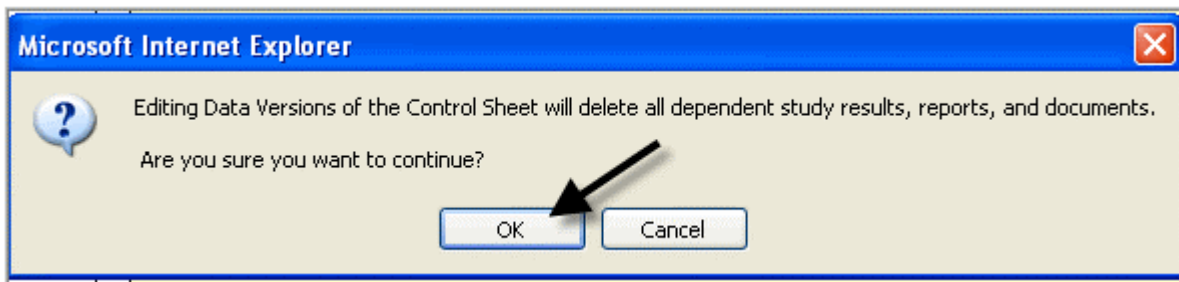 Microsoft Internet Explorer
Editing Data Versions of the Control Sheet will delete all dependent study results, reports, and documents.
Are you sure you want to continue?
OK Cancel